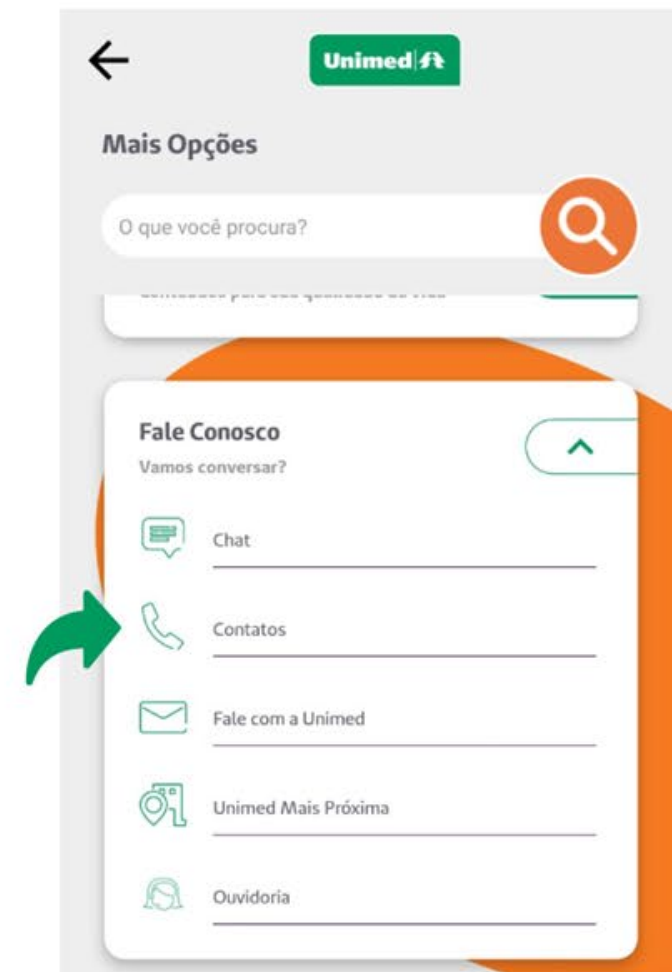 Unimed
Mais Opções
O que você procura?
Fale Conosco
Vamos conversar?
Chat
Contatos
Fale com a Unimed
Unimed Mais Próxima
Ouvidoria